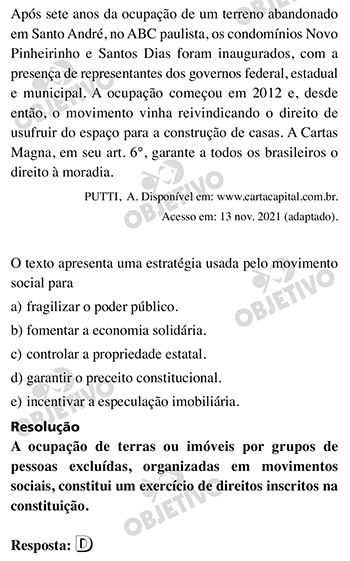 Após sete anos da ocupação de um terreno abandonado
em Santo André, no ABC paulista, os condomínios Novo
Pinheirinho e Santos Dias foram inaugurados, com a
presença de representantes dos governos federal, estadual
e municipal. A ocupação começou em 2012 e, desde
então, o movimento vinha reivindicando o direito de
usufruir do espaço para a construção de casas. A Cartas
Magna, em seu art. 6°, garante a todos os brasileiros o
direito à moradia.
PUTTI, A. Disponível em: www.cartacapital.com.br.
Acesso em: 13 nov. 2021 (adaptado).
O texto apresenta uma estratégia usada pelo movimento
social para
a) fragilizar o poder público.
b) fomentar a economia solidária.
c) controlar a propriedade estatal.
d) garantir o preceito constitucional.
e) incentivar a especulação imobiliária.
Resolução
A ocupação de terras ou imóveis por grupos de
pessoas excluídas, organizadas em movimentos
sociais, constitui um exercício de direitos inscritos na
constituição.
Resposta: D
OBJETIVO
OBJETIVO
OBJETIVO
OBJETIVO
OBJETIVO